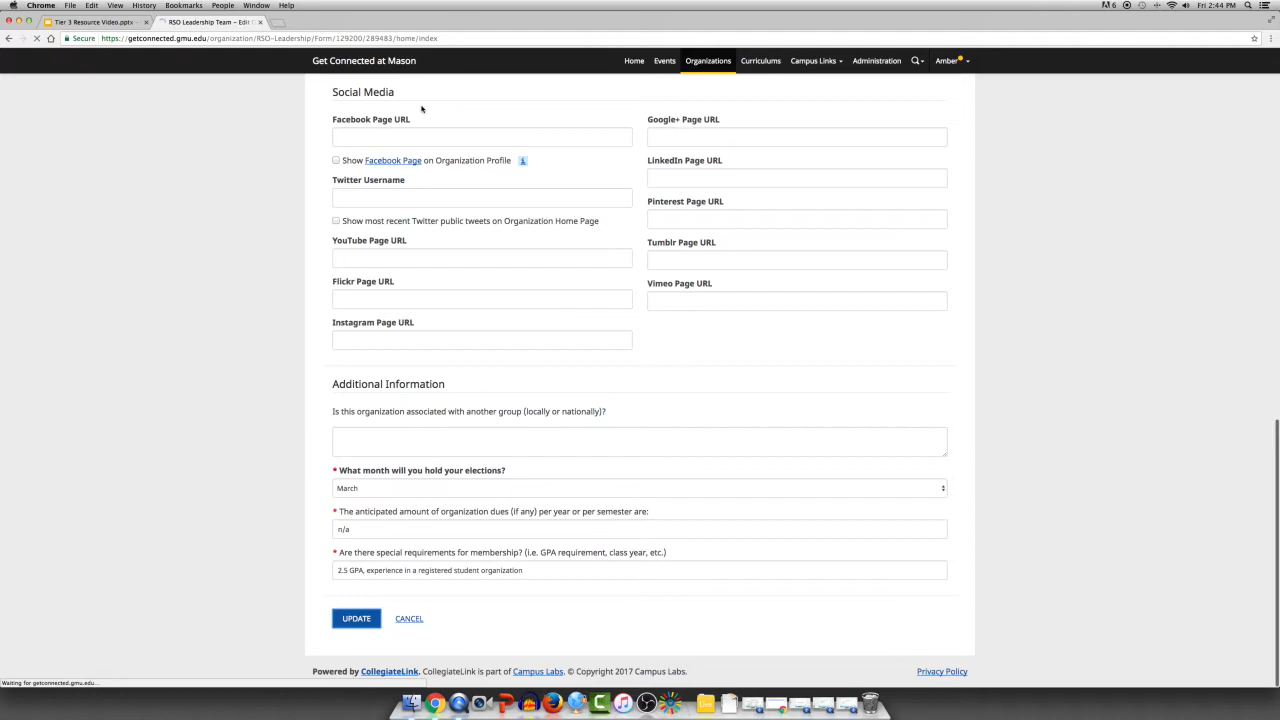 Chrome File Edit View History Bookmarks People Window Help
6 Fri 2:44 PM
Tier 3 Resource Video.pptx
RSO Leadership Team – Edit
Secure https://getconnected.gmu.edu/organization/RSO-Leadership/Form/129200/289483/home/index
Get Connected at Mason
Home Events Organizations Curriculums Campus Links Administration Amber
Social Media
Facebook Page URL
Google+ Page URL
Show Facebook Page on Organization Profile i
LinkedIn Page URL
Twitter Username
Pinterest Page URL
Show most recent Twitter public tweets on Organization Home Page
YouTube Page URL
Tumblr Page URL
Flickr Page URL
Vimeo Page URL
Instagram Page URL
Additional Information
Is this organization associated with another group (locally or nationally)?
* What month will you hold your elections?
March
* The anticipated amount of organization dues (if any) per year or per semester are:
n/a
* Are there special requirements for membership? (i.e. GPA requirement, class year, etc.)
2.5 GPA, experience in a registered student organization
UPDATE CANCEL
Powered by CollegiateLink. CollegiateLink is part of Campus Labs. © Copyright 2017 Campus Labs.
Privacy Policy
Waiting for getconnected.gmu.edu...